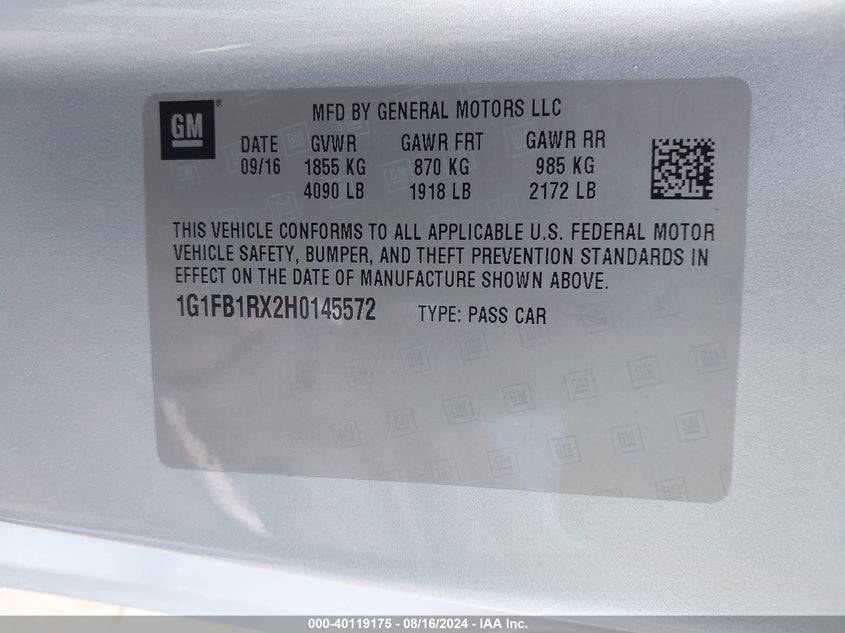 GM
MFD BY GENERAL MOTORS LLC
DATE GVWR GAWR FRT GAWR RR
09/16 1855 KG 870 KG 985 KG
4090 LB 1918 LB 2172 LB
THIS VEHICLE CONFORMS TO ALL APPLICABLE U.S. FEDERAL MOTOR
VEHICLE SAFETY, BUMPER, AND THEFT PREVENTION STANDARDS IN
EFFECT ON THE DATE OF MANUFACTURE SHOWN ABOVE.
1G1FB1RX2H0145572 TYPE: PASS CAR
000-40119175 - 08/16/2024 - IAA Inc.